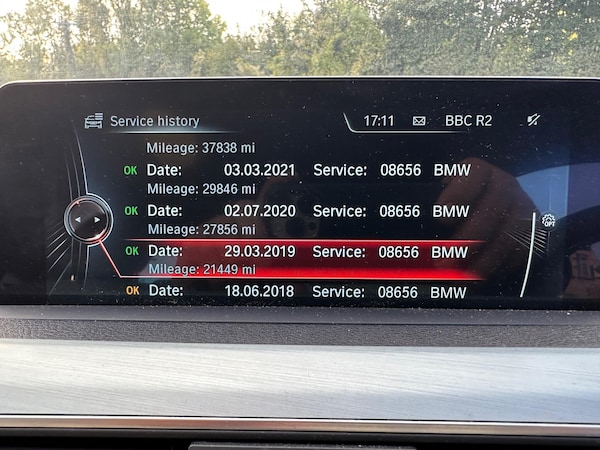 Service history 17:11 BBC R2
Mileage: 37838 mi
OK Date: 03.03.2021 Service: 08656 BMW
Mileage: 29846 mi
OK Date: 02.07.2020 Service: 08656 BMW
Mileage: 27856 mi
OK Date: 29.03.2019 Service: 08656 BMW
Mileage: 21449 mi
OK Date: 18.06.2018 Service: 08656 BMW
OPT